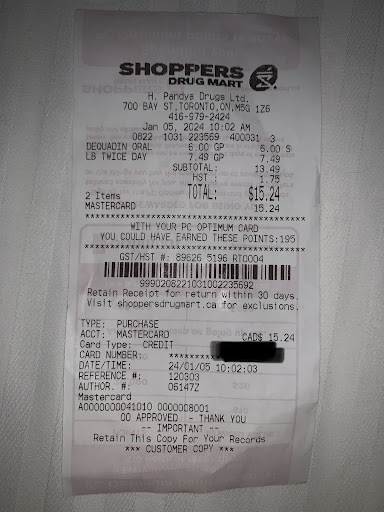 SHOPPERS
DRUG MART
H. Pandya Drugs Ltd.
700 BAY ST,TORONTO,ON,M5G 1Z6
416-979-2424
Jan 05, 2024 10:02 AM
0822 1031 223569 400031 3
DEQUADIN ORAL 6.00 GP 6.00 S
LB TWICE DAY 7.49 GP 7.49
SUBTOTAL: 13.49
HST : 1.75
2 Items TOTAL: $15.24
MASTERCARD 15.24
WITH YOUR PC OPTIMUM CARD
YOU COULD HAVE EARNED THESE POINTS:195
GST/HST #: 89626 5196 RT0004
9990208221031002235692
Retain Receipt for return within 30 days.
Visit shoppersdrugmart.ca for exclusions.
TYPE: PURCHASE
ACCT: MASTERCARD CAD$ 15.24
Card Type: CREDIT
CARD NUMBER: **********
DATE/TIME: 24/01/05 10:02:03
REFERENCE #: 120303
AUTHOR. #: 06147Z
Mastercard
A0000000041010 0000008001
00 APPROVED - THANK YOU
-- IMPORTANT --
Retain This Copy For Your Records
*** CUSTOMER COPY ***